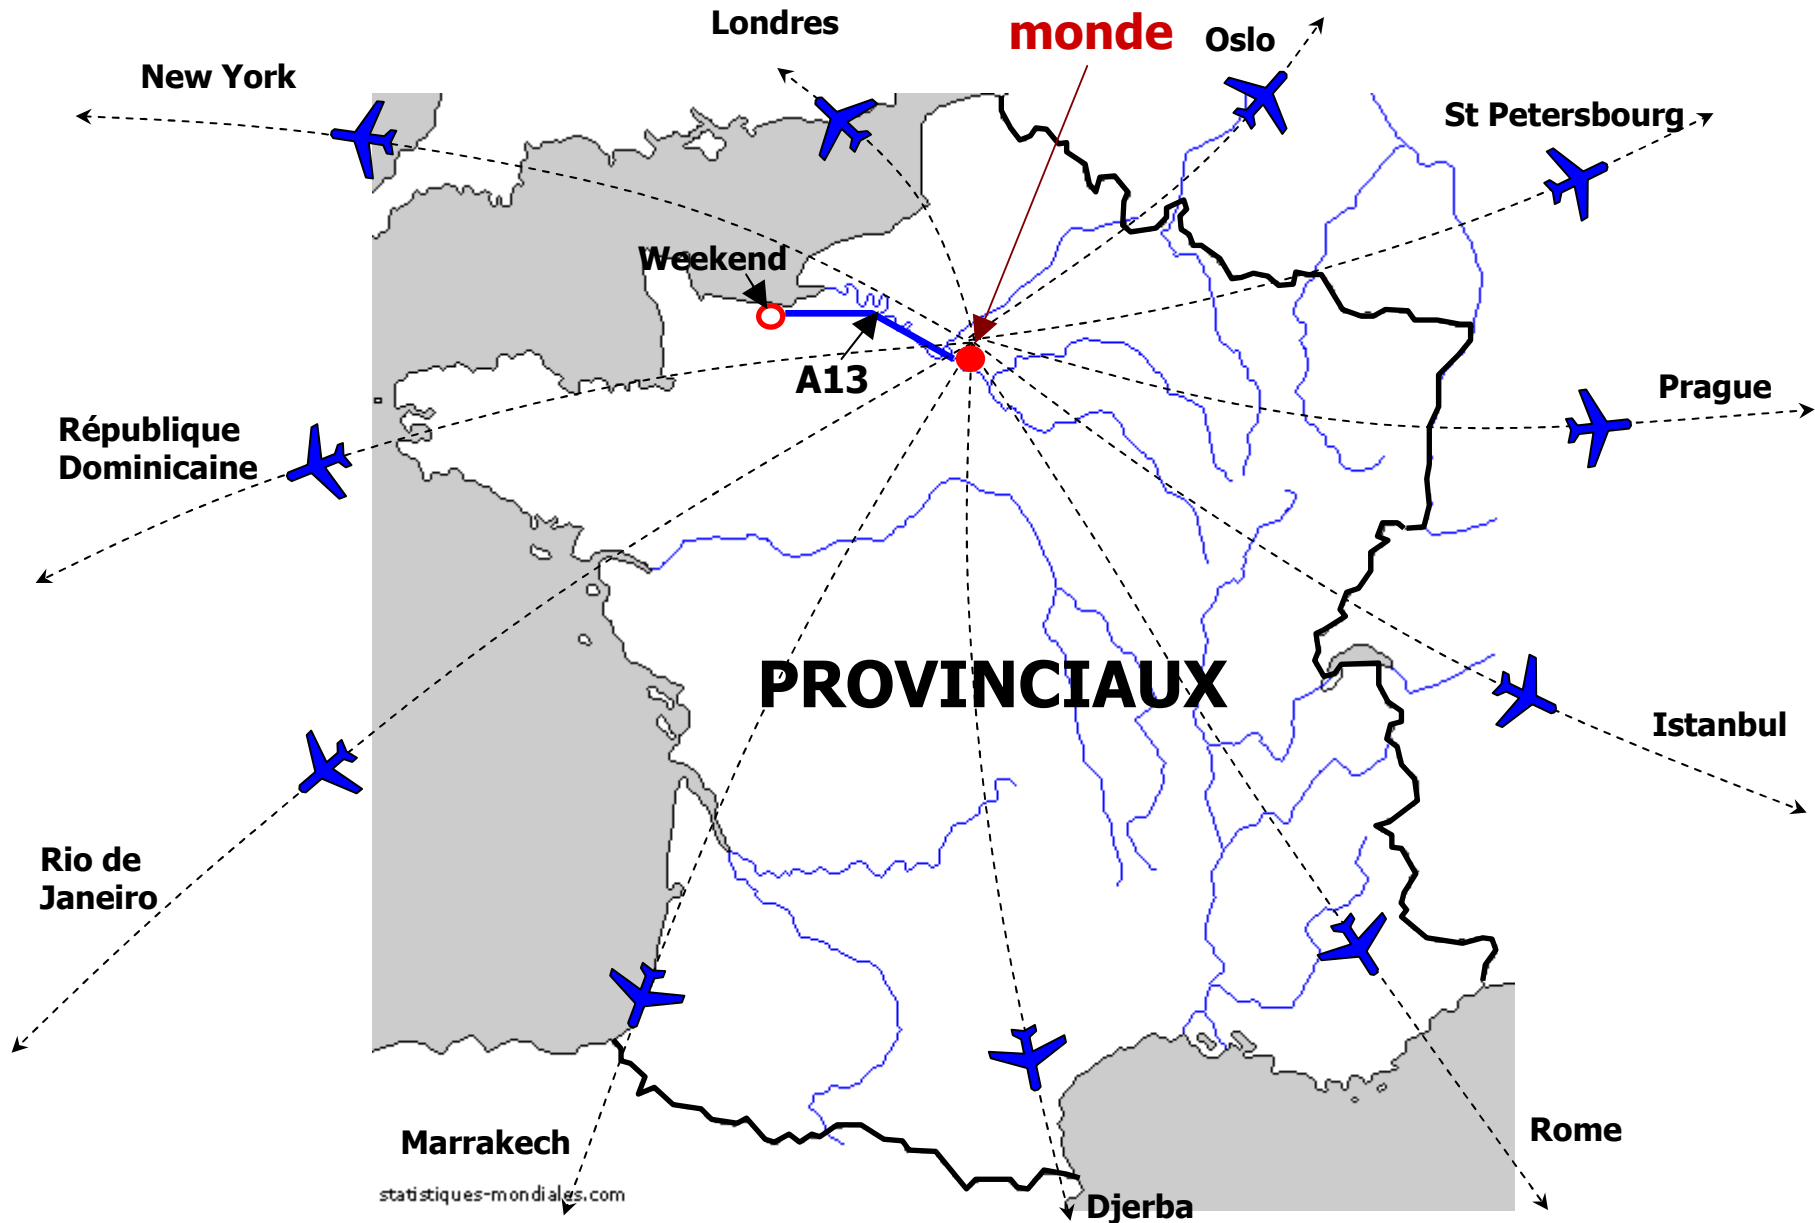 Londres
monde
Oslo
New York
St Petersbourg
Weekend
A13
Prague
République
Dominicaine
PROVINCIAUX
Istanbul
Rio de
Janeiro
Marrakech
Rome
statistiques-mondiales.com
Djerba